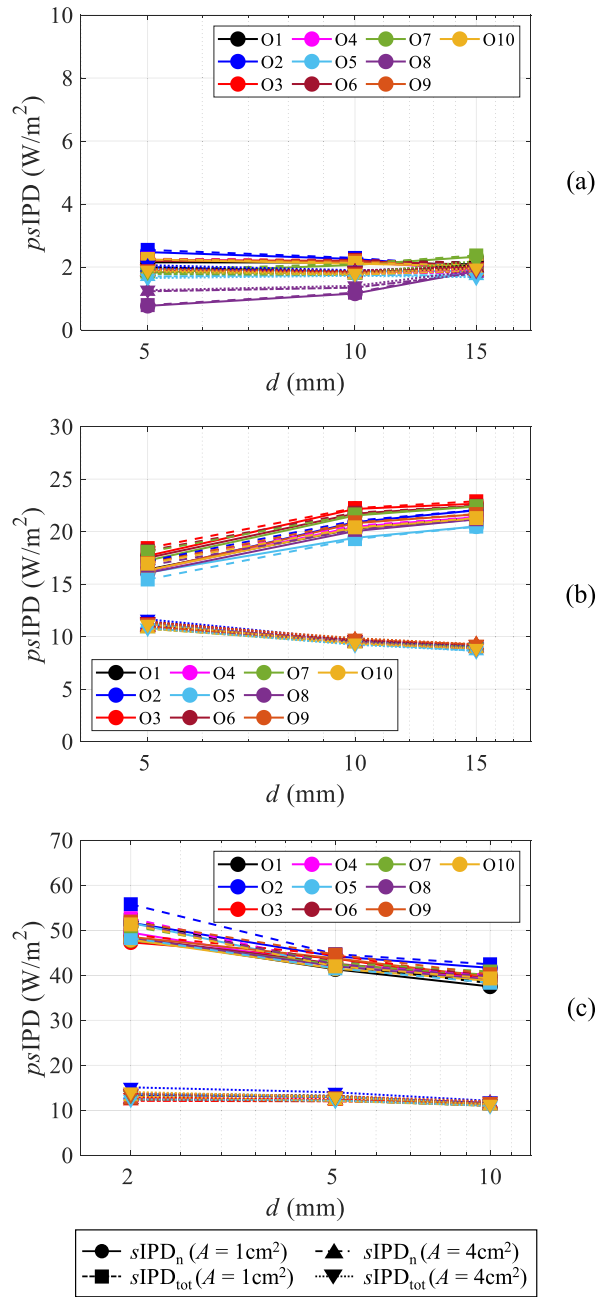 10
8
6
4
2
0
psIPD (W/m²)
O1 O4 O7 O10
O2 O5 O8
O3 O6 O9
(a)
5 10 15
d (mm)
30
25
20
15
10
5
0
psIPD (W/m²)
O1 O4 O7 O10
O2 O5 O8
O3 O6 O9
(b)
5 10 15
d (mm)
70
60
50
40
30
20
10
0
psIPD (W/m²)
O1 O4 O7 O10
O2 O5 O8
O3 O6 O9
(c)
2 5 10
d (mm)
sIPDₙ (A = 1cm²) sIPDₙ (A = 4cm²)
sIPD_tot (A = 1cm²) sIPD_tot (A = 4cm²)